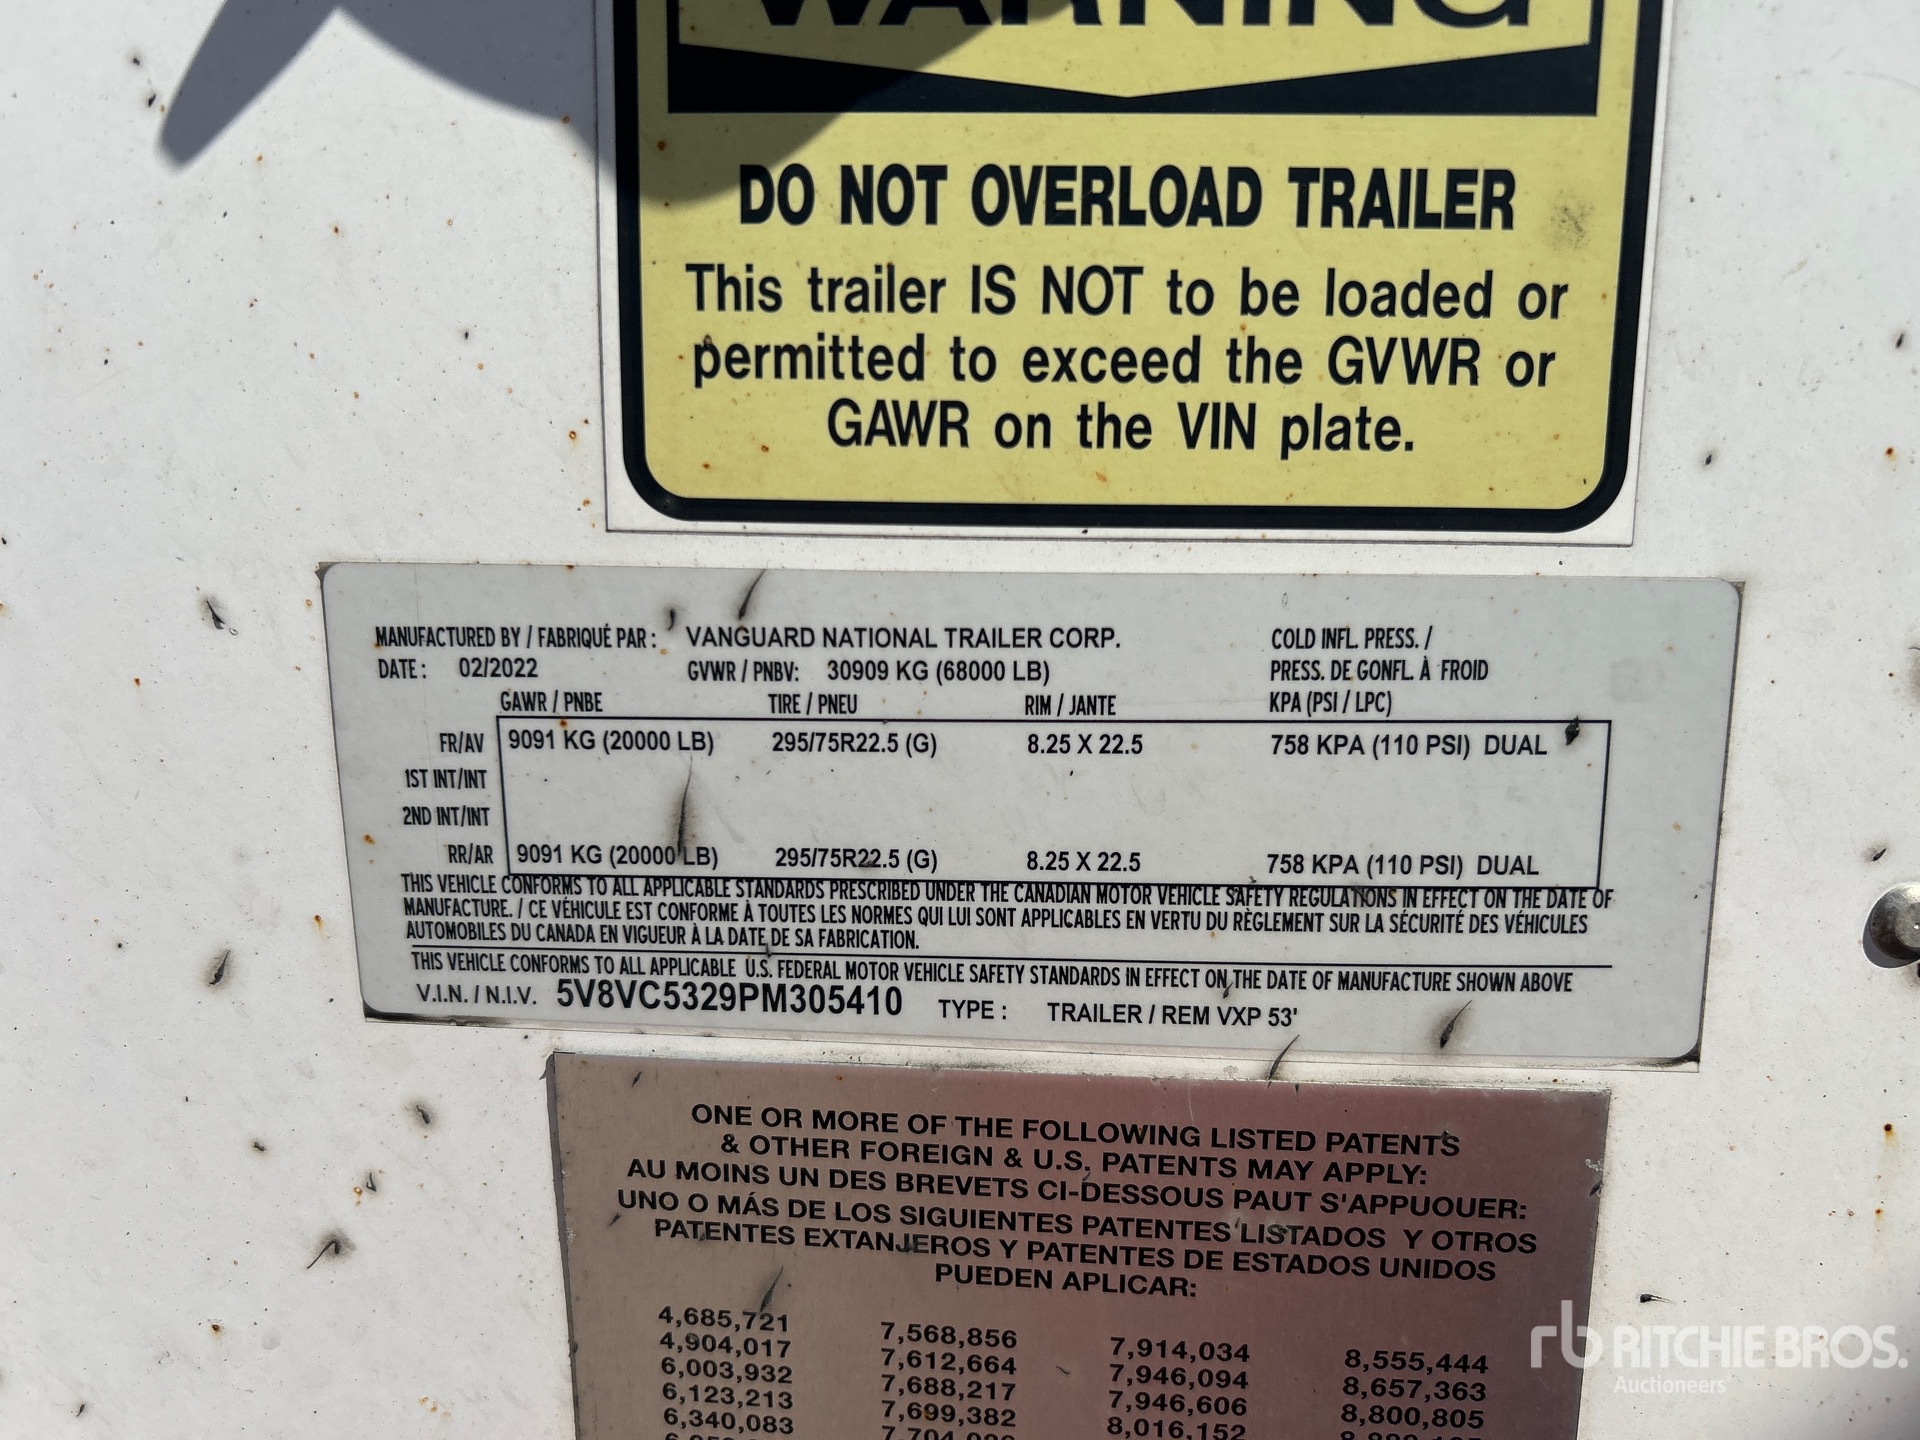 WARNING
DO NOT OVERLOAD TRAILER
This trailer IS NOT to be loaded or
permitted to exceed the GVWR or
GAWR on the VIN plate.
MANUFACTURED BY / FABRIQUÉ PAR : VANGUARD NATIONAL TRAILER CORP. COLD INFL. PRESS. /
DATE : 02/2022 GVWR / PNBV: 30909 KG (68000 LB) PRESS. DE GONFL. À FROID
GAWR / PNBE TIRE / PNEU RIM / JANTE KPA (PSI / LPC)
FR/AV 9091 KG (20000 LB) 295/75R22.5 (G) 8.25 X 22.5 758 KPA (110 PSI) DUAL
1ST INT/INT
2ND INT/INT
RR/AR 9091 KG (20000 LB) 295/75R22.5 (G) 8.25 X 22.5 758 KPA (110 PSI) DUAL
THIS VEHICLE CONFORMS TO ALL APPLICABLE STANDARDS PRESCRIBED UNDER THE CANADIAN MOTOR VEHICLE SAFETY REGULATIONS IN EFFECT ON THE DATE OF
MANUFACTURE. / CE VÉHICULE EST CONFORME À TOUTES LES NORMES QUI LUI SONT APPLICABLES EN VERTU DU RÈGLEMENT SUR LA SÉCURITÉ DES VÉHICULES
AUTOMOBILES DU CANADA EN VIGUEUR À LA DATE DE SA FABRICATION.
THIS VEHICLE CONFORMS TO ALL APPLICABLE U.S. FEDERAL MOTOR VEHICLE SAFETY STANDARDS IN EFFECT ON THE DATE OF MANUFACTURE SHOWN ABOVE
V.I.N. / N.I.V. 5V8VC5329PM305410 TYPE : TRAILER / REM VXP 53'
ONE OR MORE OF THE FOLLOWING LISTED PATENTS
& OTHER FOREIGN & U.S. PATENTS MAY APPLY:
AU MOINS UN DES BREVETS CI-DESSOUS PAUT S'APPUOUER:
UNO O MÁS DE LOS SIGUIENTES PATENTES LISTADOS Y OTROS
PATENTES EXTANJEROS Y PATENTES DE ESTADOS UNIDOS
PUEDEN APLICAR:
4,685,721 7,568,856 7,914,034 8,555,444
4,904,017 7,612,664 7,946,094 8,657,363
6,003,932 7,688,217 7,946,606 8,800,805
6,123,213 7,699,382 8,016,152
6,340,083
rb RITCHIE BROS.
Auctioneers